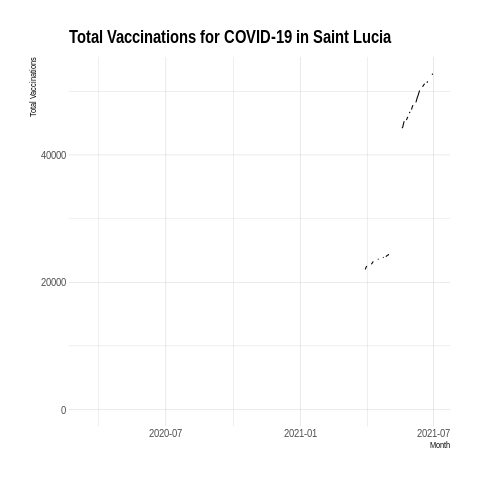 Total Vaccinations for COVID-19 in Saint Lucia
Total Vaccinations
40000
20000
0
2020-07
2021-01
2021-07
Month